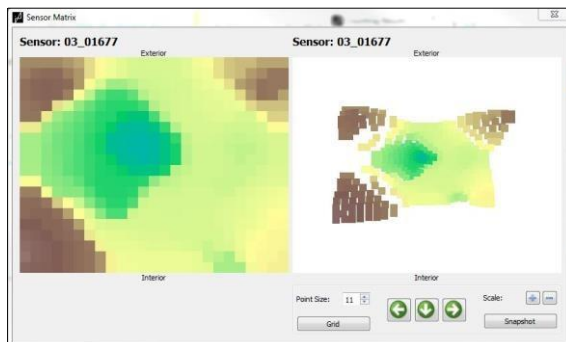 Sensor Matrix
Sensor: 03_01677
Exterior
Interior
Sensor: 03_01677
Exterior
Interior
Point Size:
11
Scale:
Grid
Snapshot